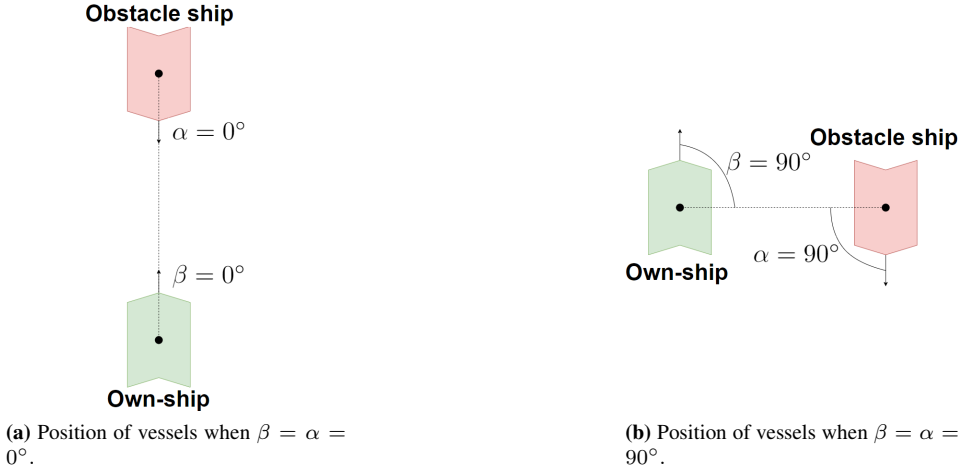 Obstacle ship
α = 0°
β = 0°
Own-ship
(a) Position of vessels when β = α =
0°.
Obstacle ship
β = 90°
α = 90°
Own-ship
(b) Position of vessels when β = α =
90°.